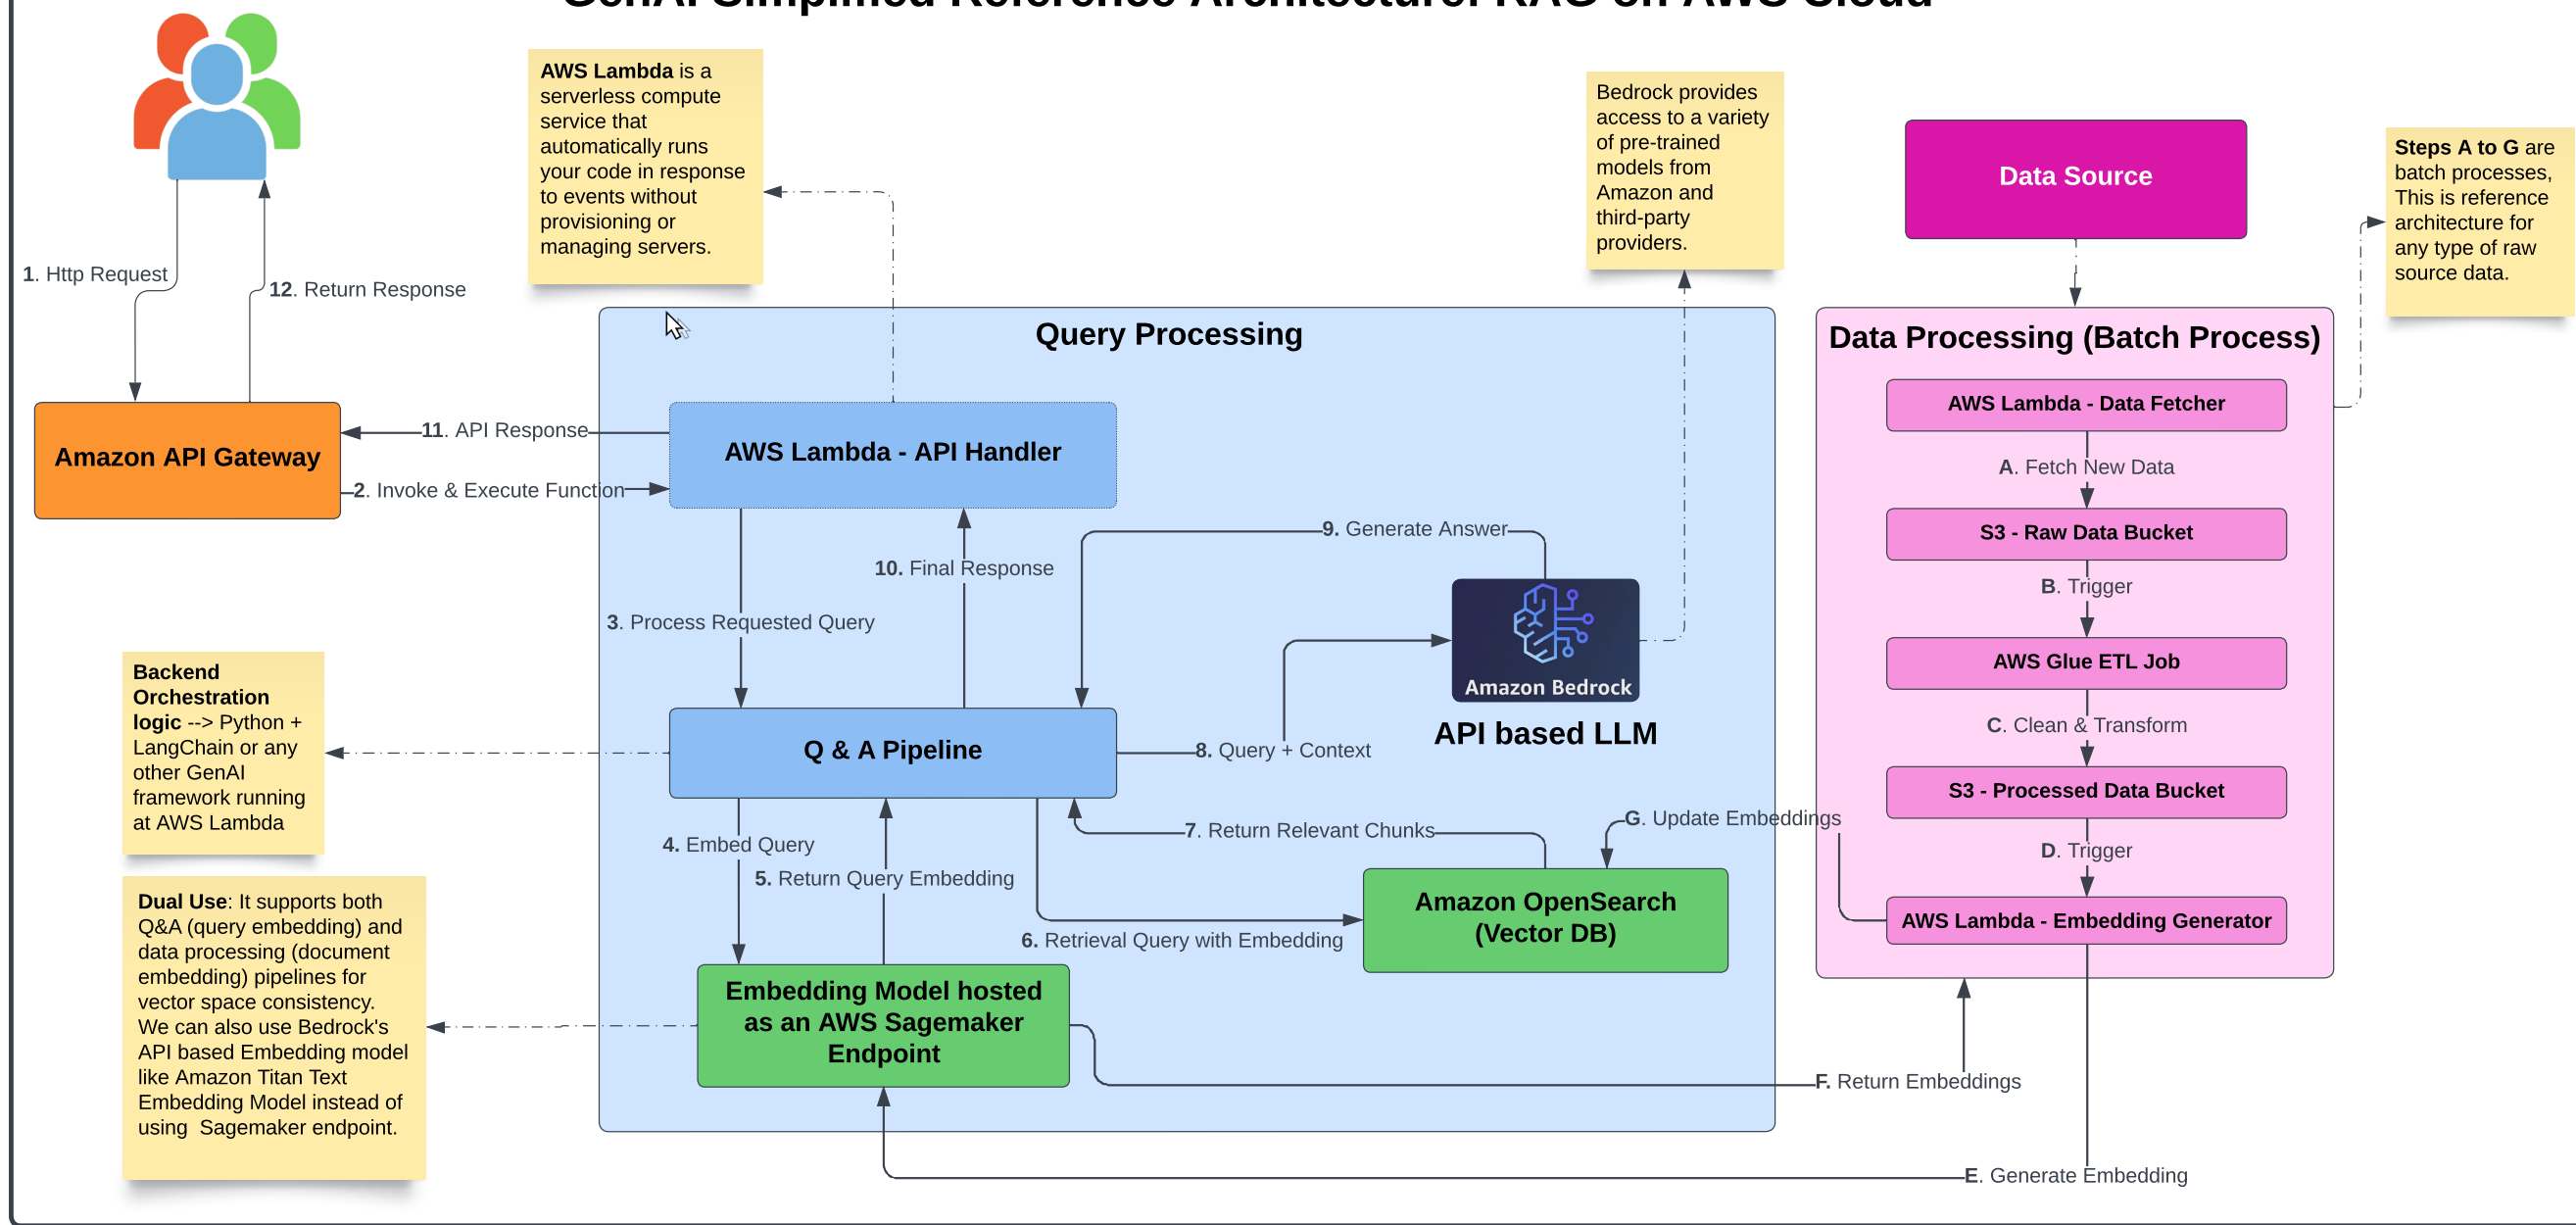 GenAI Simplified Reference Architecture: RAG on AWS Cloud
AWS Lambda is a
serverless compute
service that
automatically runs
your code in response
to events without
provisioning or
managing servers.
Bedrock provides
access to a variety
of pre-trained
models from
Amazon and
third-party
providers.
Data Source
Steps A to G are
batch processes,
This is reference
architecture for
any type of raw
source data.
1. Http Request
12. Return Response
Amazon API Gateway
11. API Response
2. Invoke & Execute Function
Query Processing
AWS Lambda - API Handler
9. Generate Answer
10. Final Response
3. Process Requested Query
Amazon Bedrock
API based LLM
Q & A Pipeline
8. Query + Context
4. Embed Query
5. Return Query Embedding
7. Return Relevant Chunks
G. Update Embeddings
6. Retrieval Query with Embedding
Amazon OpenSearch
(Vector DB)
Embedding Model hosted
as an AWS Sagemaker
Endpoint
Backend
Orchestration
logic --> Python +
LangChain or any
other GenAI
framework running
at AWS Lambda
Dual Use: It supports both
Q&A (query embedding) and
data processing (document
embedding) pipelines for
vector space consistency.
We can also use Bedrock's
API based Embedding model
like Amazon Titan Text
Embedding Model instead of
using  Sagemaker endpoint.
Data Processing (Batch Process)
AWS Lambda - Data Fetcher
A. Fetch New Data
S3 - Raw Data Bucket
B. Trigger
AWS Glue ETL Job
C. Clean & Transform
S3 - Processed Data Bucket
D. Trigger
AWS Lambda - Embedding Generator
F. Return Embeddings
E. Generate Embedding